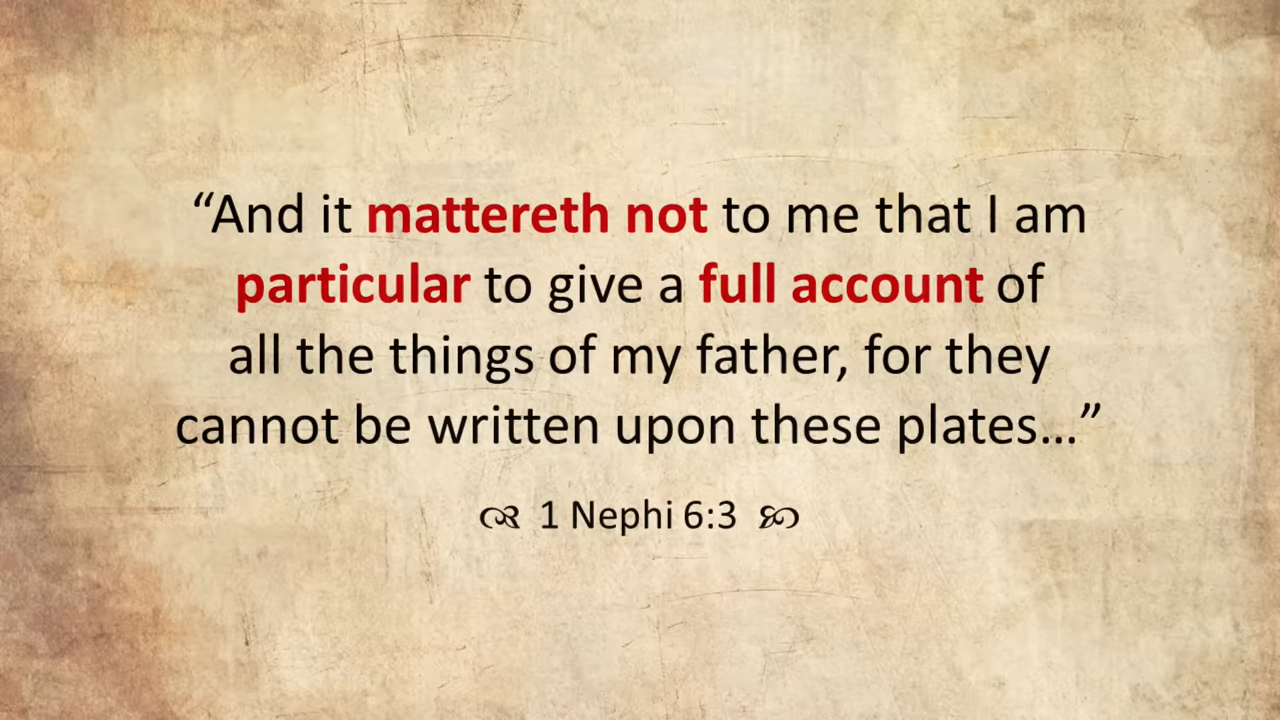 “And it mattereth not to me that I am
particular to give a full account of
all the things of my father, for they
cannot be written upon these plates…”
1 Nephi 6:3